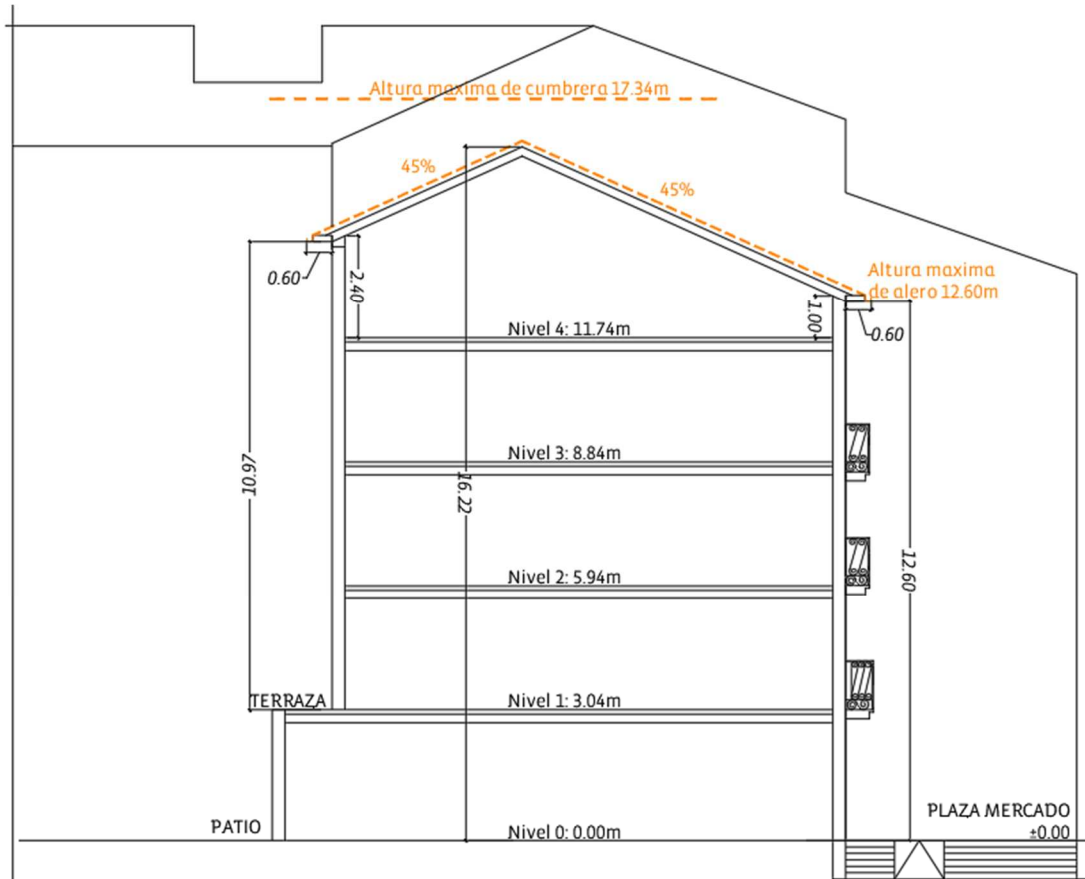 Altura maxima de cumbrera 17.34m
45%
45%
0.60
2.40
Altura maxima
de alero 12.60m
1.00
0.60
Nivel 4: 11.74m
Nivel 3: 8.84m
10.97
16.22
12.60
Nivel 2: 5.94m
TERRAZA
Nivel 1: 3.04m
PATIO
Nivel 0: 0.00m
PLAZA MERCADO
±0.00